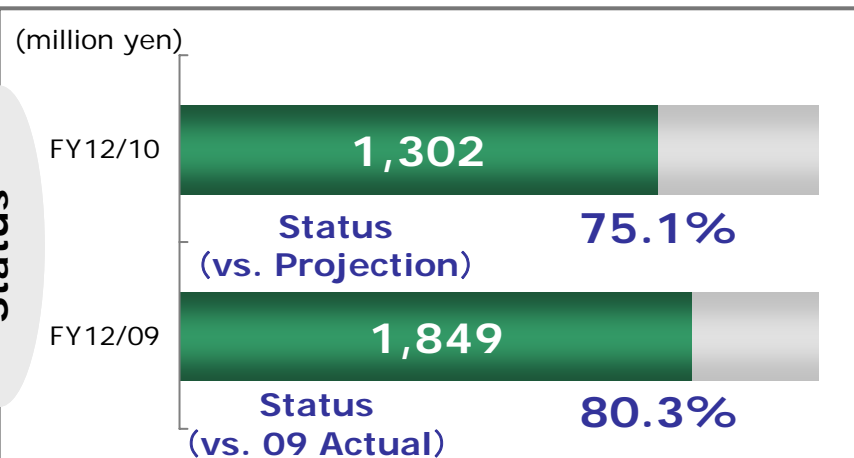 (million yen)
FY12/10
1,302
Status
(vs. Projection)
75.1%
Status
FY12/09
1,849
Status
(vs. 09 Actual)
80.3%